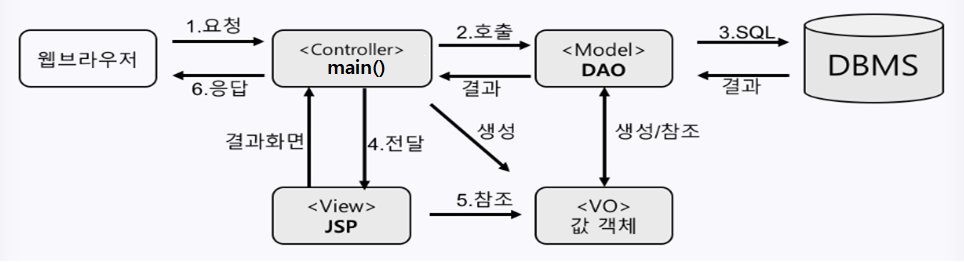 1.요청
2.호출
3.SQL
웹브라우저
<Controller>
main()
<Model>
DAO
DBMS
6.응답
결과
결과
결과화면
4.전달
생성
생성/참조
<View>
JSP
5.참조
<VO>
값 객체